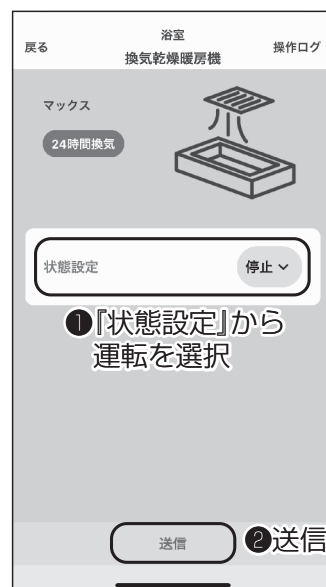 戻る
浴室
換気乾燥暖房機
操作ログ
マックス
24時間換気
状態設定
停止
❶『状態設定』から
運転を選択
送信
❷送信